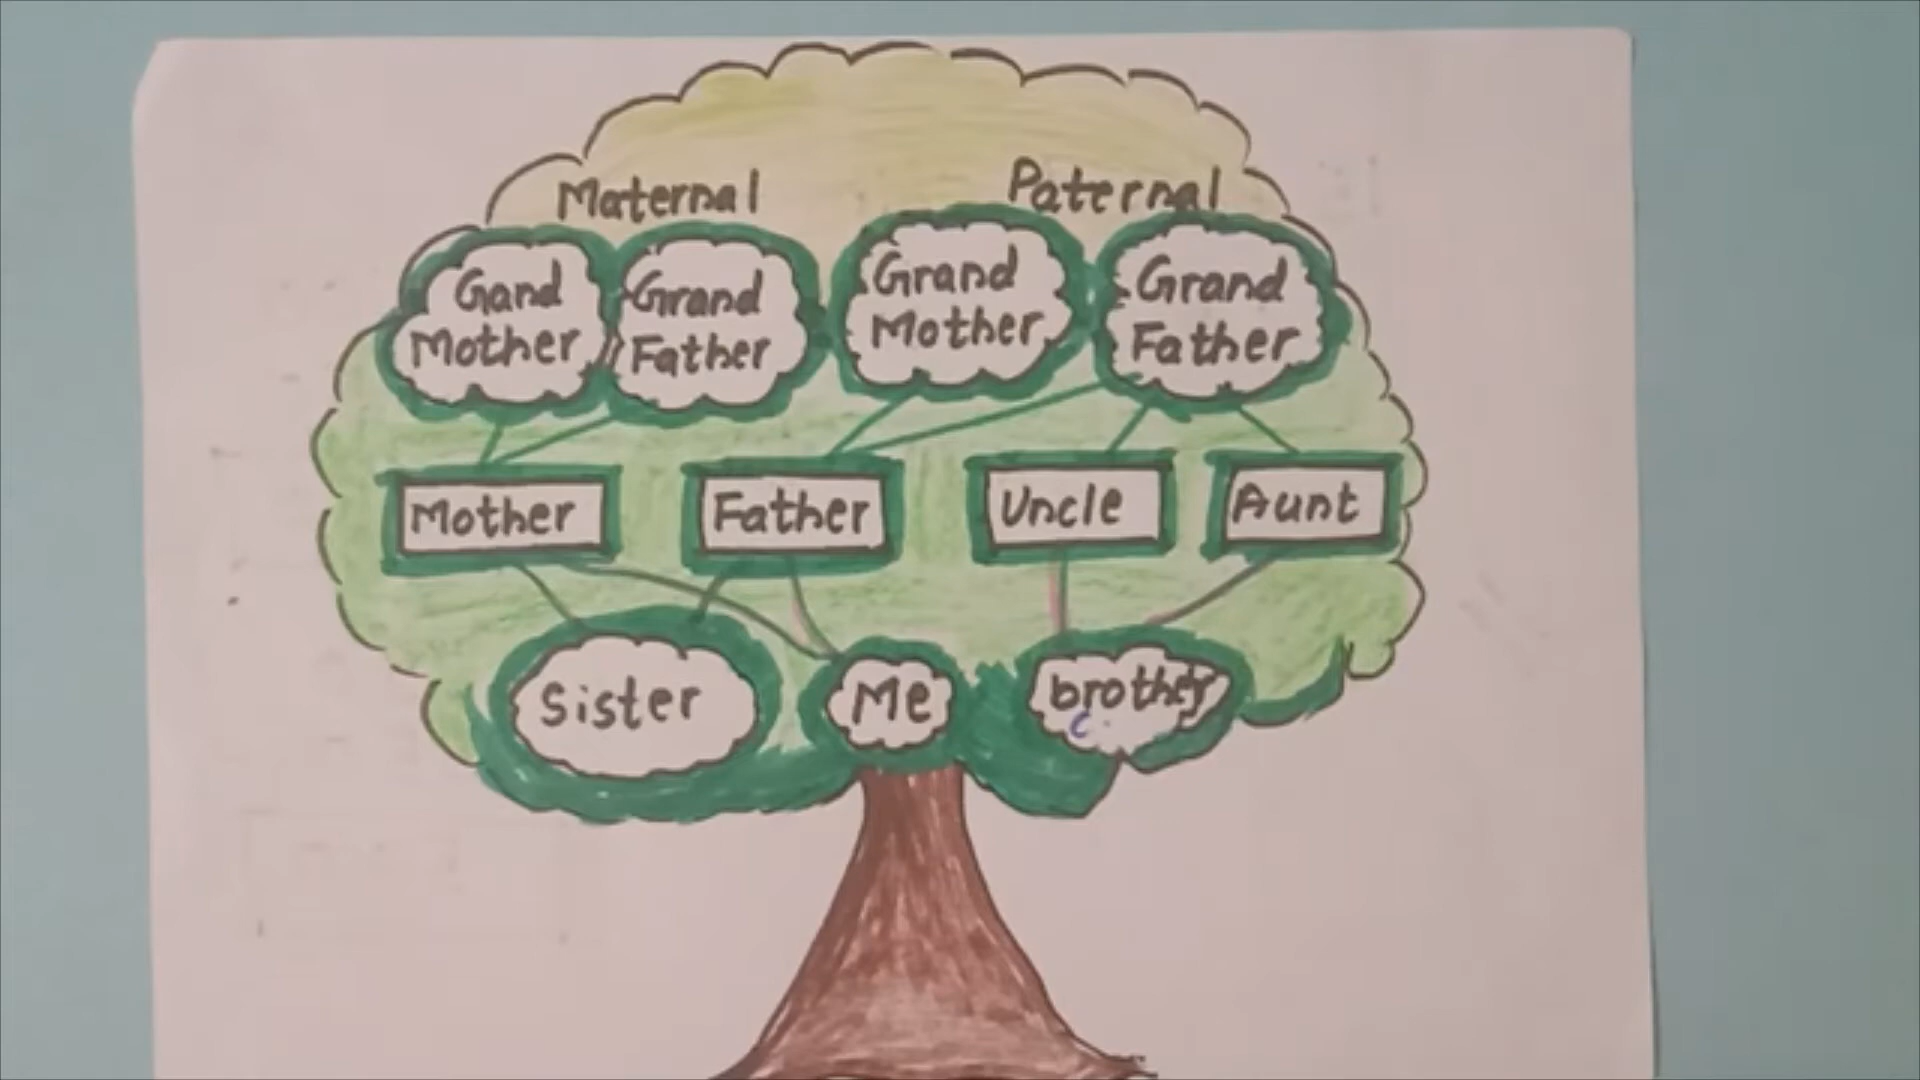 Maternal
Paternal
Gand
Mother
Grand
Father
Grand
Mother
Grand
Father
Mother
Father
Uncle
Aunt
Sister
Me
brother
c